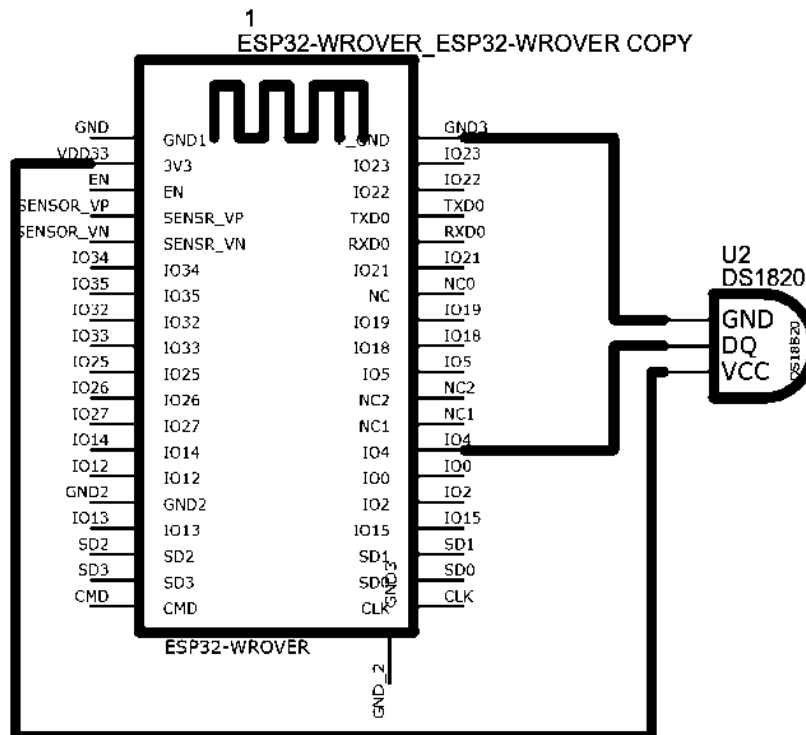 1
ESP32-WROVER_ESP32-WROVER COPY
GND GND1 P_GND GND3
VDD33 3V3 IO23 IO23
EN EN IO22 IO22
SENSOR_VP SENSR_VP TXD0 TXD0
SENSOR_VN SENSR_VN RXD0 RXD0
IO34 IO34 IO21 IO21
IO35 IO35 NC NC0
IO32 IO32 IO19 IO19
IO33 IO33 IO18 IO18
IO25 IO25 IO5 IO5
IO26 IO26 NC2 NC2
IO27 IO27 NC1 NC1
IO14 IO14 IO4 IO4
IO12 IO12 IO0 IO0
GND2 GND2 IO2 IO2
IO13 IO13 IO15 IO15
SD2 SD2 SD1 SD1
SD3 SD3 SD0 SD0
CMD CMD CLK CLK
GND3
ESP32-WROVER
GND_2
U2
DS1820
GND
DQ
VCC
DS18B20